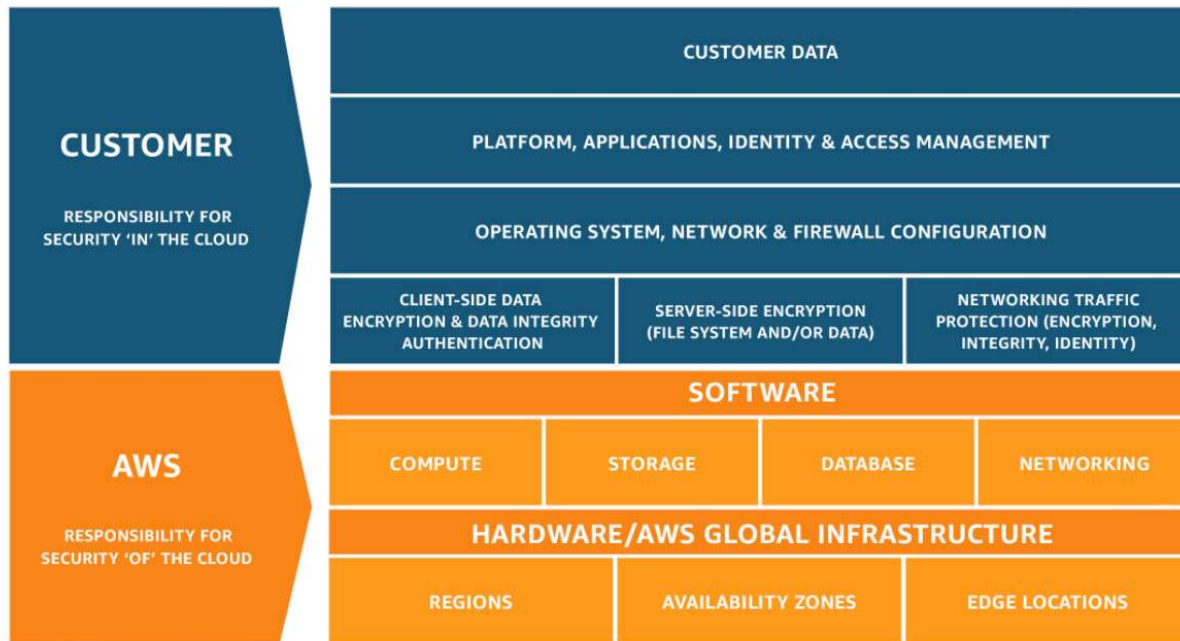 CUSTOMER
RESPONSIBILITY FOR
SECURITY ‘IN’ THE CLOUD
CUSTOMER DATA
PLATFORM, APPLICATIONS, IDENTITY & ACCESS MANAGEMENT
OPERATING SYSTEM, NETWORK & FIREWALL CONFIGURATION
CLIENT-SIDE DATA
ENCRYPTION & DATA INTEGRITY
AUTHENTICATION
SERVER-SIDE ENCRYPTION
(FILE SYSTEM AND/OR DATA)
NETWORKING TRAFFIC
PROTECTION (ENCRYPTION,
INTEGRITY, IDENTITY)
AWS
RESPONSIBILITY FOR
SECURITY ‘OF’ THE CLOUD
SOFTWARE
COMPUTE
STORAGE
DATABASE
NETWORKING
HARDWARE/AWS GLOBAL INFRASTRUCTURE
REGIONS
AVAILABILITY ZONES
EDGE LOCATIONS